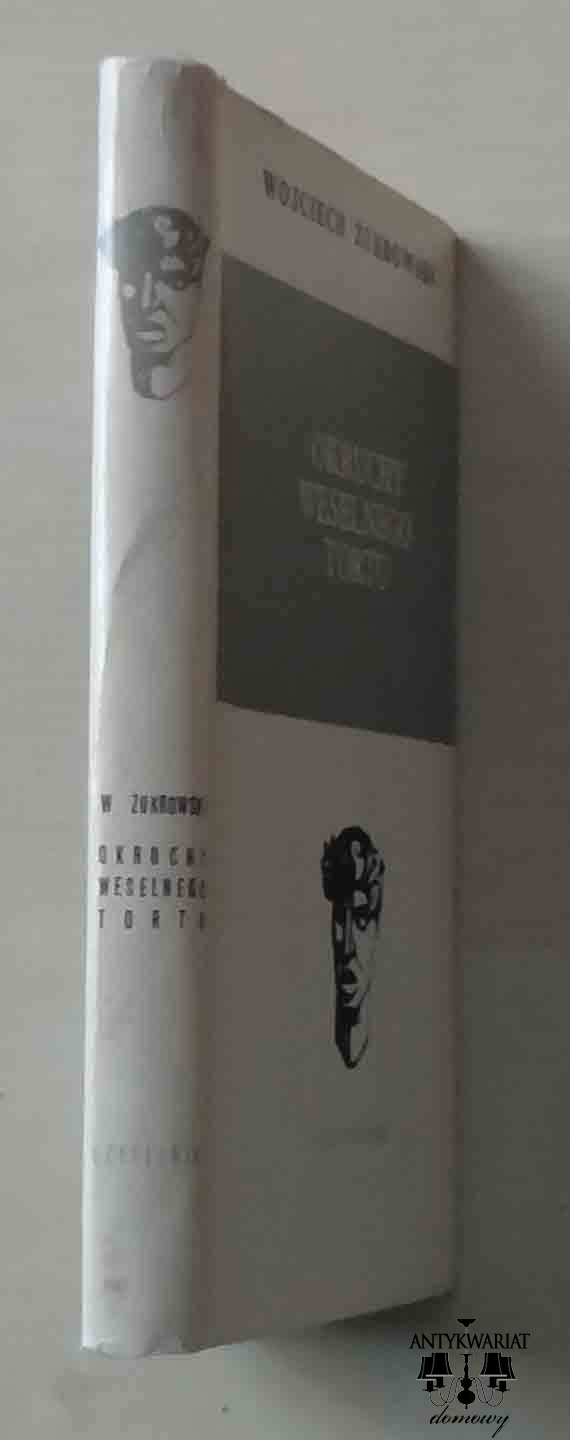 WOJCIECH ŻUKROWSKI
OKRUCHY
WESELNEGO
TORTU
W ŻUKROWSKI
OKRUCHY
WESELNEGO
TORTU
CZYTELNIK
ANTYKWARIAT
domowy